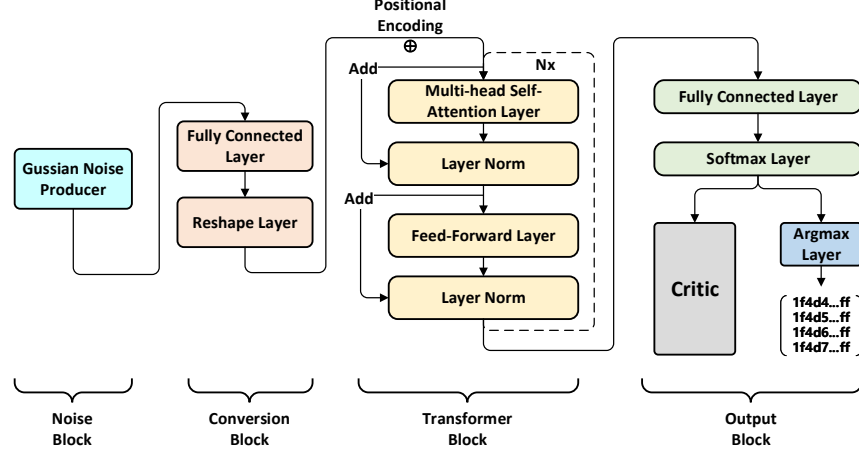 Positional
Encoding
⊕
Add
Nx
Multi-head Self-
Attention Layer
Layer Norm
Add
Feed-Forward Layer
Layer Norm
Gussian Noise
Producer
Fully Connected
Layer
Reshape Layer
Fully Connected Layer
Softmax Layer
Critic
Argmax
Layer
1f4d4...ff
1f4d5...ff
1f4d6...ff
1f4d7...ff
Noise
Block
Conversion
Block
Transformer
Block
Output
Block